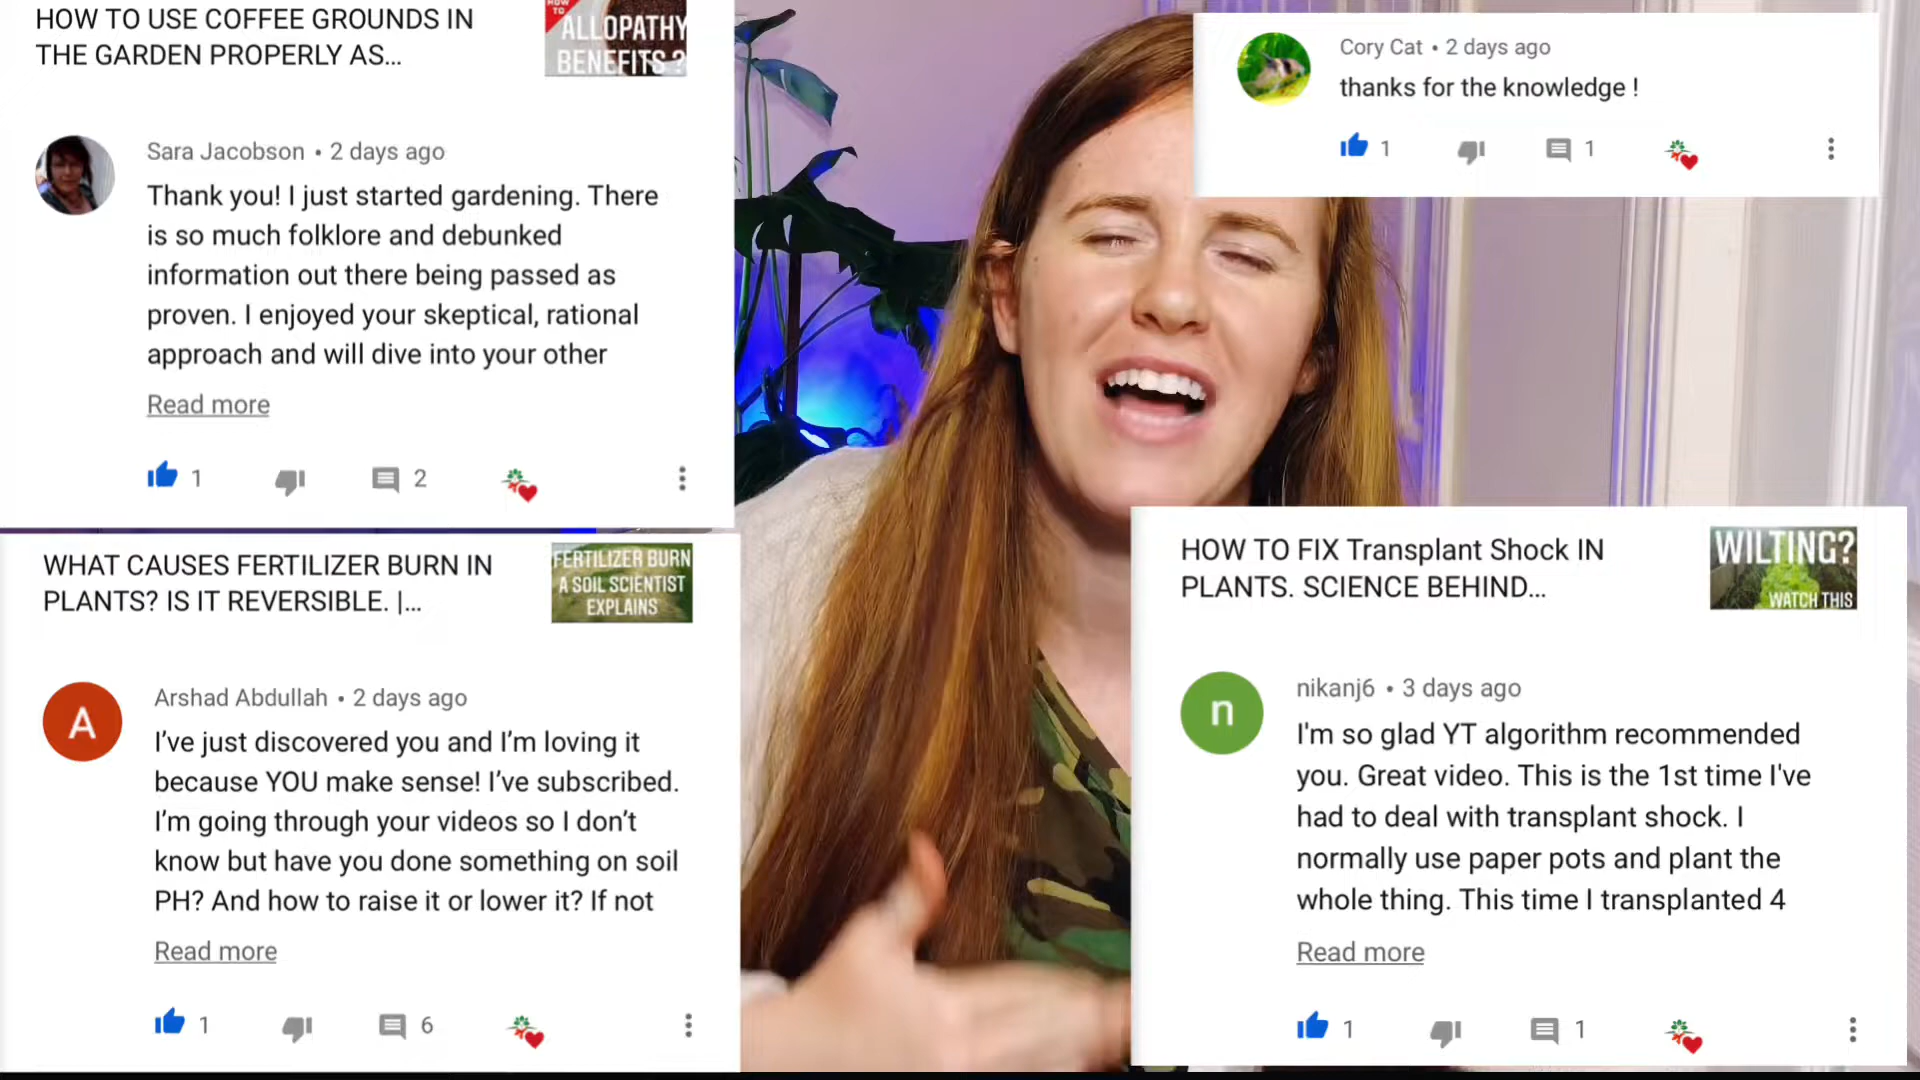 HOW TO USE COFFEE GROUNDS IN
THE GARDEN PROPERLY AS...
HOW
TO
ALLOPATHY
BENEFITS ?
Sara Jacobson • 2 days ago
Thank you! I just started gardening. There
is so much folklore and debunked
information out there being passed as
proven. I enjoyed your skeptical, rational
approach and will dive into your other
Read more
1
2
Cory Cat • 2 days ago
thanks for the knowledge !
1
1
WHAT CAUSES FERTILIZER BURN IN
PLANTS? IS IT REVERSIBLE. |...
FERTILIZER BURN
A SOIL SCIENTIST
EXPLAINS
A
Arshad Abdullah • 2 days ago
I’ve just discovered you and I’m loving it
because YOU make sense! I’ve subscribed.
I’m going through your videos so I don’t
know but have you done something on soil
PH? And how to raise it or lower it? If not
Read more
1
6
HOW TO FIX Transplant Shock IN
PLANTS. SCIENCE BEHIND...
WILTING?
WATCH THIS
n
nikanj6 • 3 days ago
I'm so glad YT algorithm recommended
you. Great video. This is the 1st time I've
had to deal with transplant shock. I
normally use paper pots and plant the
whole thing. This time I transplanted 4
Read more
1
1